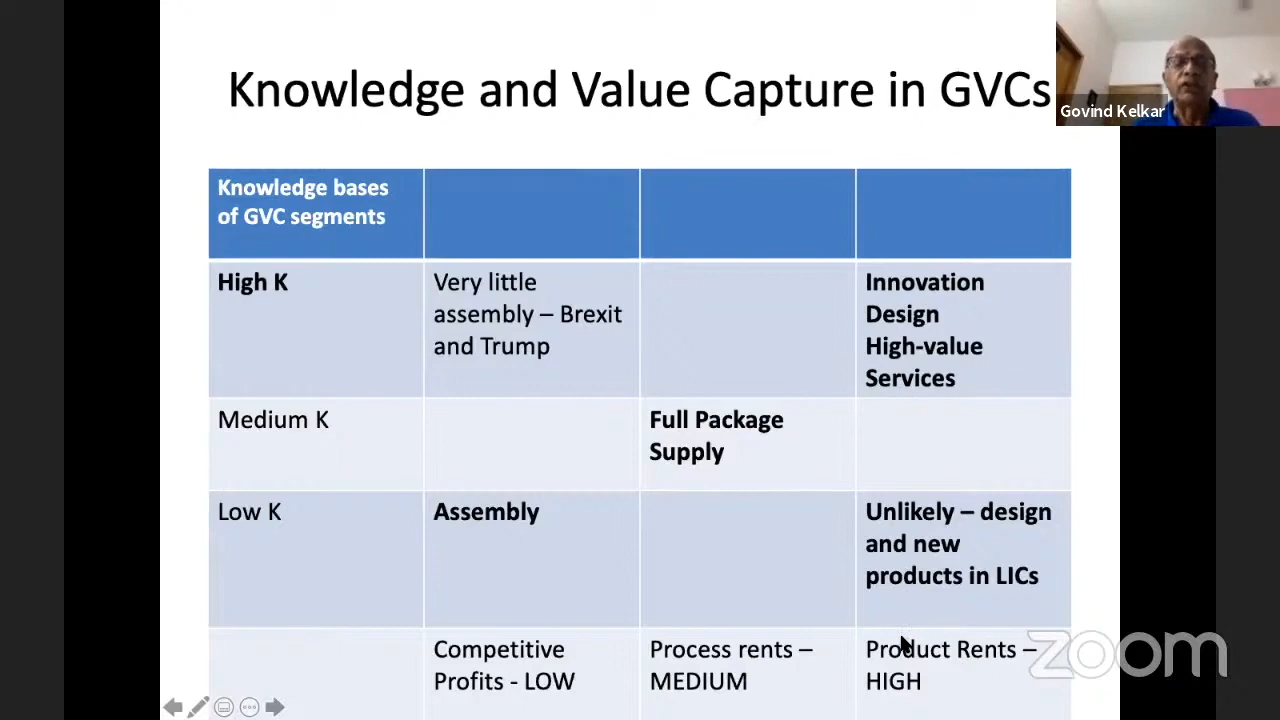 Knowledge and Value Capture in GVCs
Govind Kelkar
Knowledge bases
of GVC segments
High K
Very little
assembly – Brexit
and Trump
Innovation
Design
High-value
Services
Medium K
Full Package
Supply
Low K
Assembly
Unlikely – design
and new
products in LICs
Competitive
Profits - LOW
Process rents –
MEDIUM
Product Rents –
HIGH
zoom